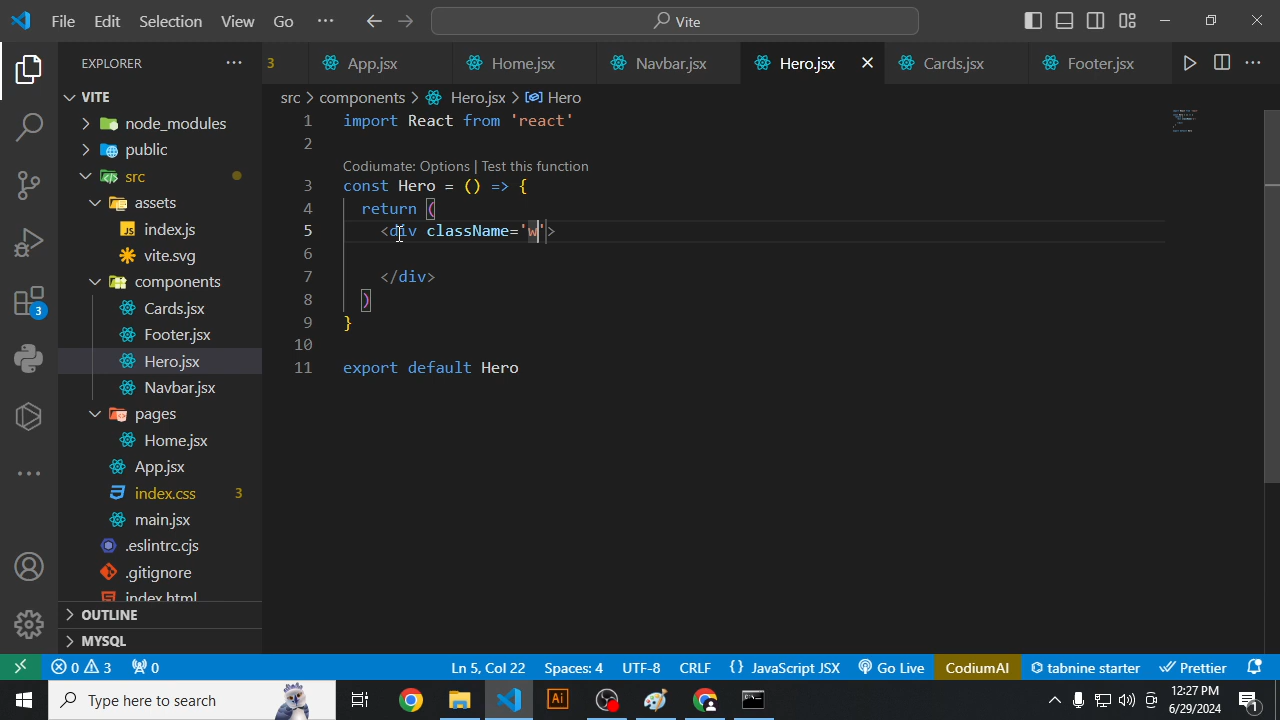 File Edit Selection View Go ··· Vite
EXPLORER ···
3 App.jsx Home.jsx Navbar.jsx Hero.jsx Cards.jsx Footer.jsx ···
VITE
node_modules
public
src
assets
index.js
vite.svg
components
Cards.jsx
Footer.jsx
Hero.jsx
Navbar.jsx
pages
Home.jsx
App.jsx
index.css 3
main.jsx
.eslintrc.cjs
.gitignore
index.html
OUTLINE
MYSQL
3
src > components > Hero.jsx > Hero
1 import React from 'react'
2
Codiumate: Options | Test this function
3 const Hero = () => {
4 return (
5 <div className='w'>
6
7 </div>
8 )
9 }
10
11 export default Hero
0 3 0 Ln 5, Col 22 Spaces: 4 UTF-8 CRLF {} JavaScript JSX Go Live CodiumAI tabnine starter Prettier
Type here to search
Ai
12:27 PM
6/29/2024
1